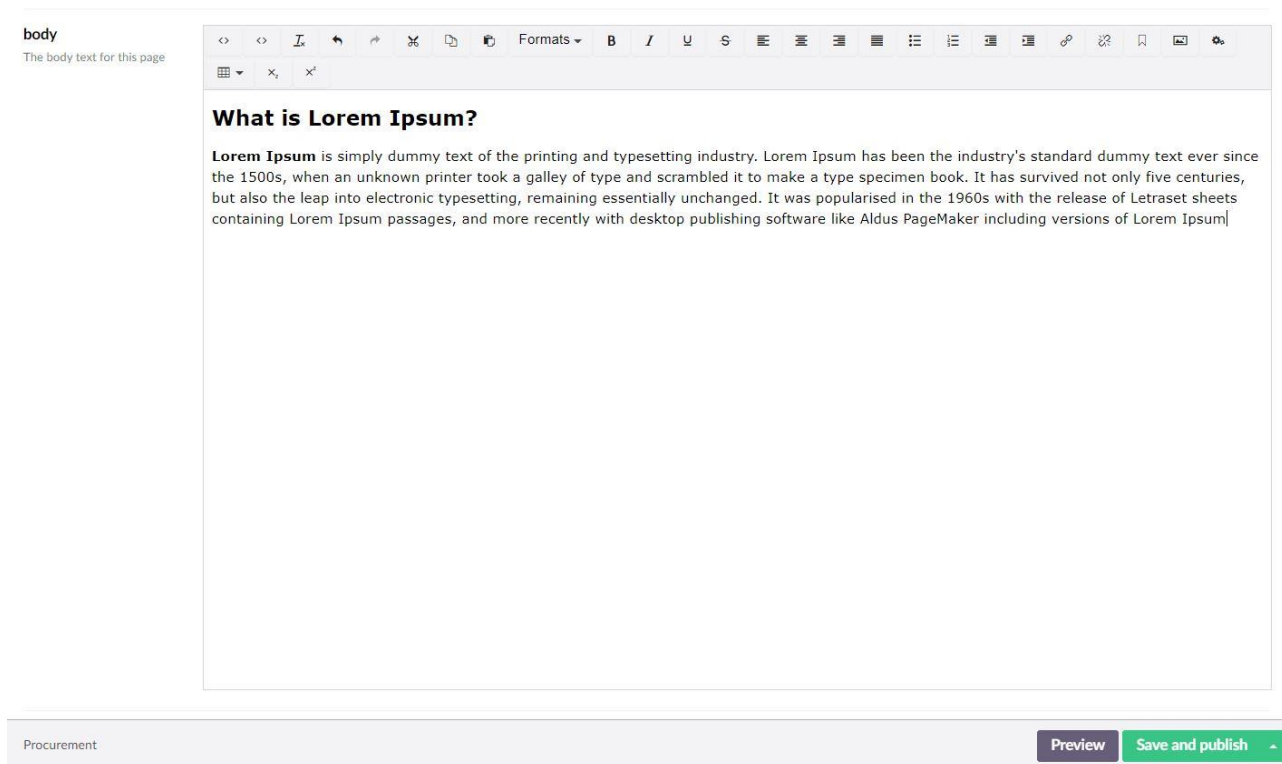 body
The body text for this page
Formats B I U S
What is Lorem Ipsum?
Lorem Ipsum is simply dummy text of the printing and typesetting industry. Lorem Ipsum has been the industry's standard dummy text ever since
the 1500s, when an unknown printer took a galley of type and scrambled it to make a type specimen book. It has survived not only five centuries,
but also the leap into electronic typesetting, remaining essentially unchanged. It was popularised in the 1960s with the release of Letraset sheets
containing Lorem Ipsum passages, and more recently with desktop publishing software like Aldus PageMaker including versions of Lorem Ipsum
Procurement
Preview Save and publish